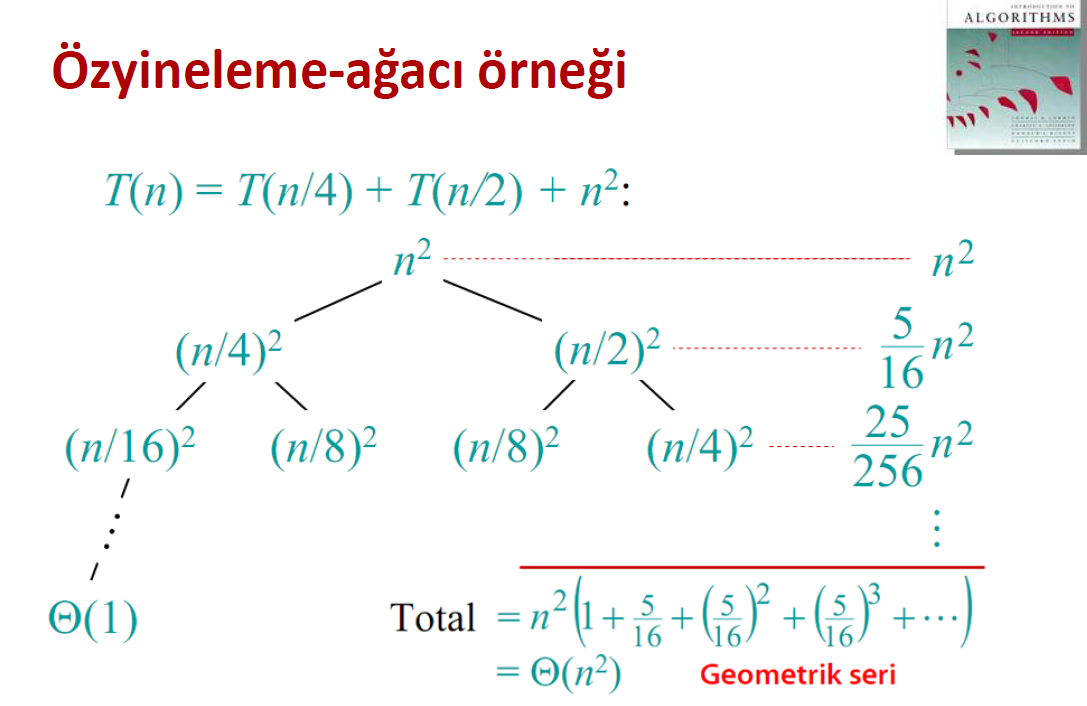 INTRODUCTION TO
ALGORITHMS
SECOND EDITION
Özyineleme-ağacı örneği
T(n) = T(n/4) + T(n/2) + n²:
n² n²
(n/4)² (n/2)² 5/16 n²
(n/16)² (n/8)² (n/8)² (n/4)² 25/256 n²
⋮ ⋮
Θ(1) Total = n²(1 + 5/16 + (5/16)² + (5/16)³ + ⋯)
= Θ(n²) Geometrik seri